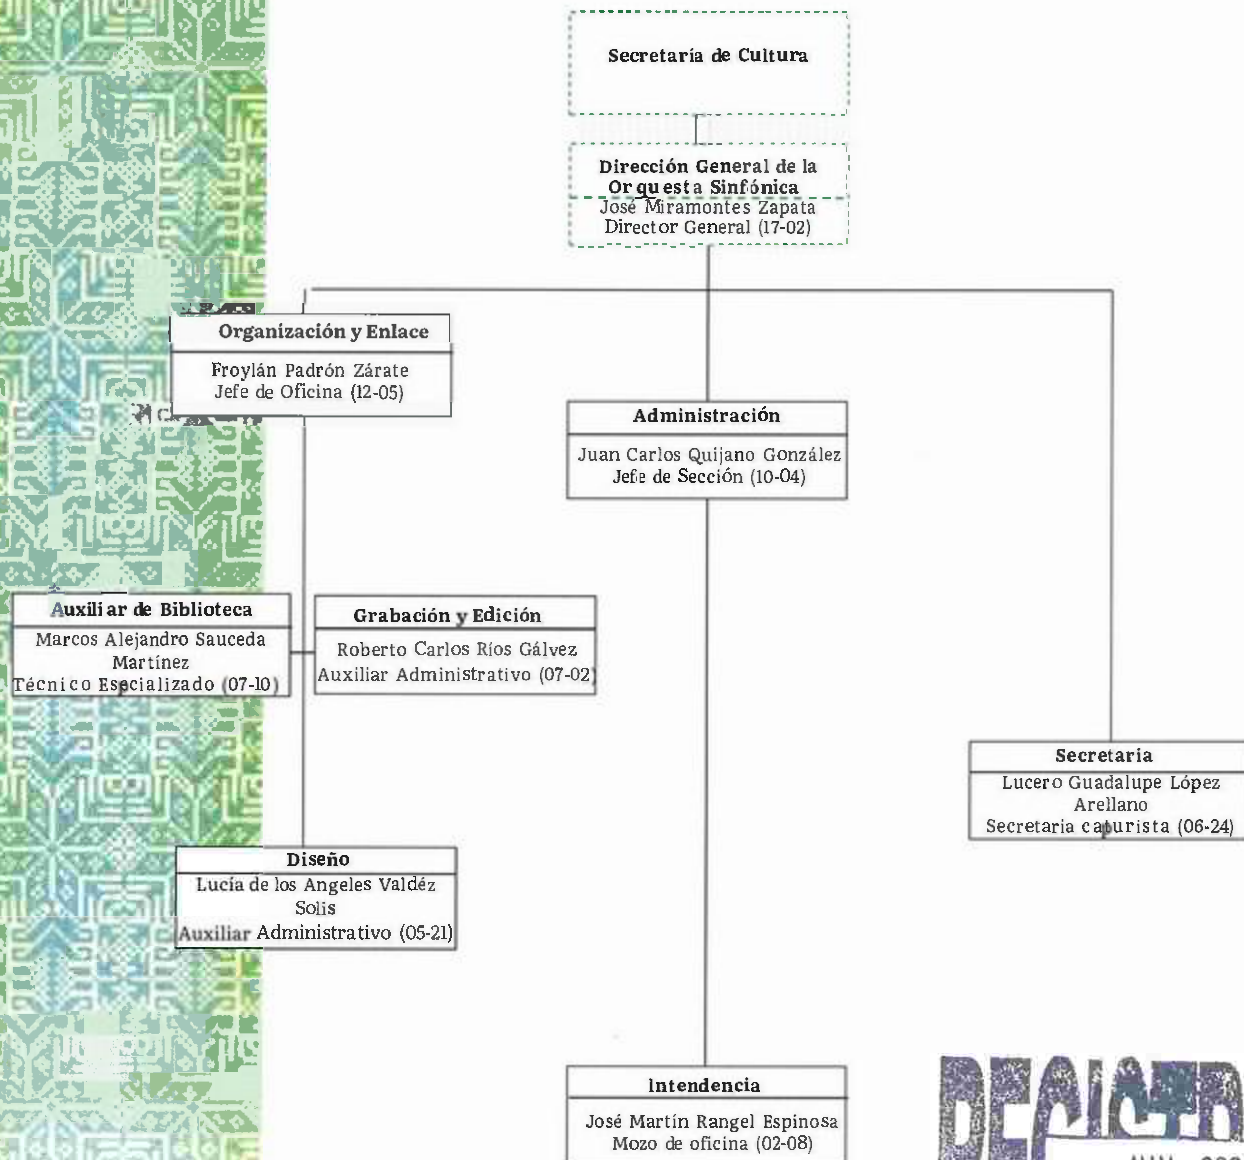 Secretaría de Cultura
Dirección General de la
Orquesta Sinfónica
José Miramontes Zapata
Director General (17-02)
Organización y Enlace
Froylán Padrón Zárate
Jefe de Oficina (12-05)
Administración
Juan Carlos Quijano González
Jefe de Sección (10-04)
Auxiliar de Biblioteca
Marcos Alejandro Sauceda
Martínez
Técnico Especializado (07-10)
Grabación y Edición
Roberto Carlos Ríos Gálvez
Auxiliar Administrativo (07-02)
Secretaria
Lucero Guadalupe López
Arellano
Secretaria capurista (06-24)
Diseño
Lucía de los Angeles Valdéz
Solis
Auxiliar Administrativo (05-21)
Intendencia
José Martín Rangel Espinosa
Mozo de oficina (02-08)